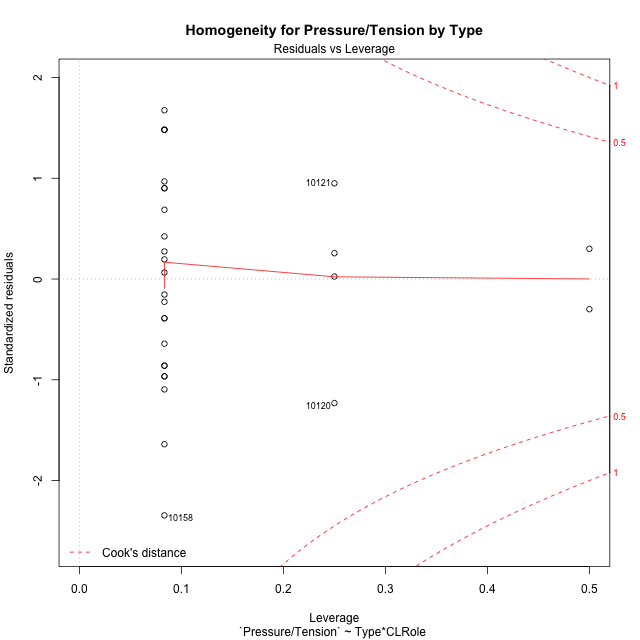 Homogeneity for Pressure/Tension by Type
Residuals vs Leverage
2
1
0
-1
-2
Standardized residuals
1
0.5
0.5
1
10121
10120
10158
Cook's distance
0.0 0.1 0.2 0.3 0.4 0.5
Leverage
`Pressure/Tension` ~ Type*CLRole